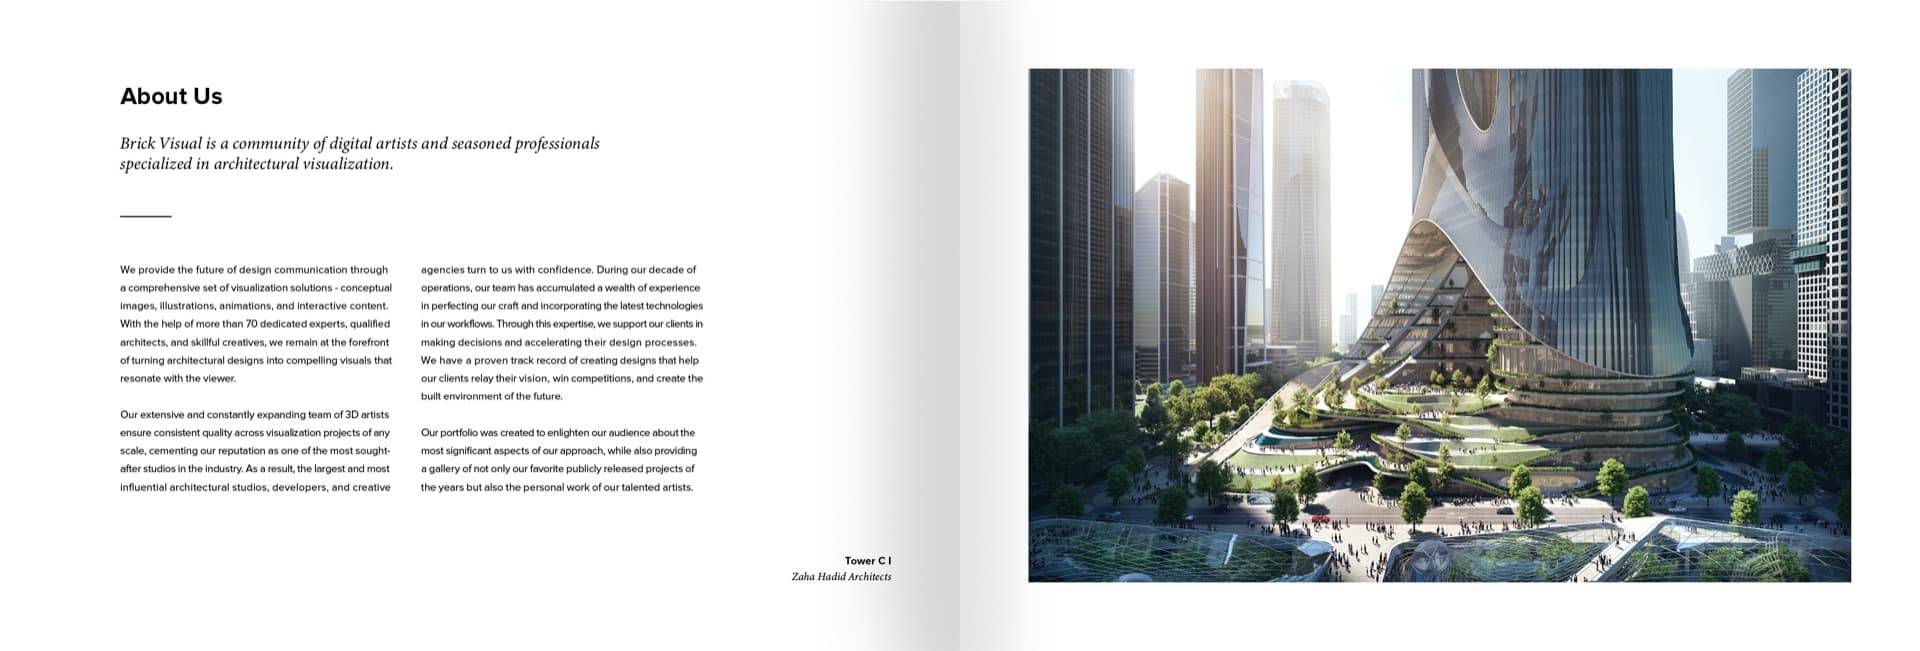 About Us
Brick Visual is a community of digital artists and seasoned professionals
specialized in architectural visualization.
We provide the future of design communication through
a comprehensive set of visualization solutions - conceptual
images, illustrations, animations, and interactive content.
With the help of more than 70 dedicated experts, qualified
architects, and skillful creatives, we remain at the forefront
of turning architectural designs into compelling visuals that
resonate with the viewer.
Our extensive and constantly expanding team of 3D artists
ensure consistent quality across visualization projects of any
scale, cementing our reputation as one of the most sought-
after studios in the industry. As a result, the largest and most
influential architectural studios, developers, and creative
agencies turn to us with confidence. During our decade of
operations, our team has accumulated a wealth of experience
in perfecting our craft and incorporating the latest technologies
in our workflows. Through this expertise, we support our clients in
making decisions and accelerating their design processes.
We have a proven track record of creating designs that help
our clients relay their vision, win competitions, and create the
built environment of the future.
Our portfolio was created to enlighten our audience about the
most significant aspects of our approach, while also providing
a gallery of not only our favorite publicly released projects of
the years but also the personal work of our talented artists.
Tower C I
Zaha Hadid Architects